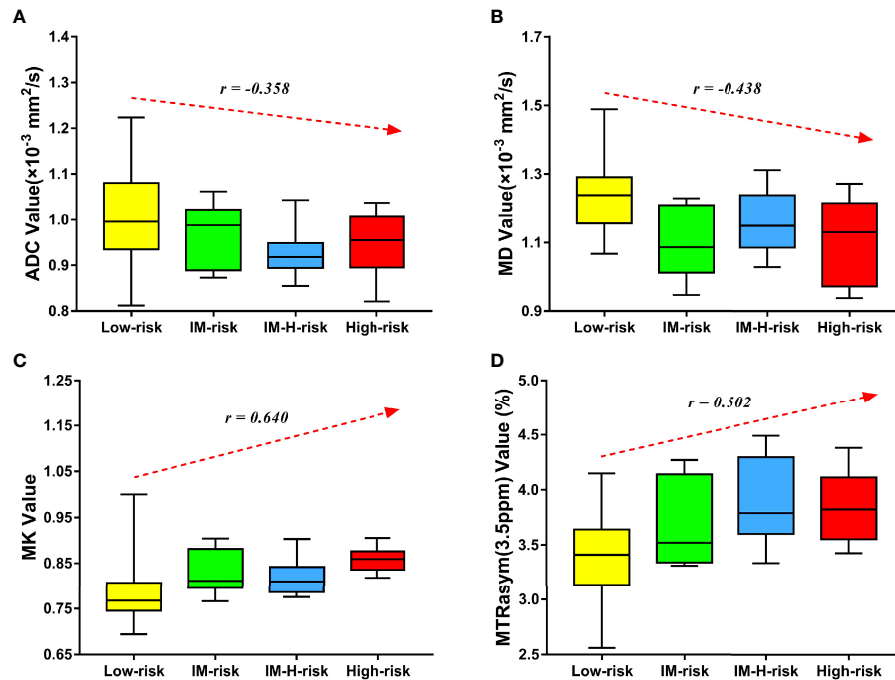 A
ADC Value(×10⁻³ mm²/s)
1.4
1.3
1.2
1.1
1.0
0.9
0.8
r = -0.358
Low-risk IM-risk IM-H-risk High-risk
B
MD Value(×10⁻³ mm²/s)
1.7
1.5
1.3
1.1
0.9
r = -0.438
Low-risk IM-risk IM-H-risk High-risk
C
MK Value
1.25
1.15
1.05
0.95
0.85
0.75
0.65
r = 0.640
Low-risk IM-risk IM-H-risk High-risk
D
MTRasym(3.5ppm) Value (%)
5.0
4.5
4.0
3.5
3.0
2.5
r = 0.502
Low-risk IM-risk IM-H-risk High-risk